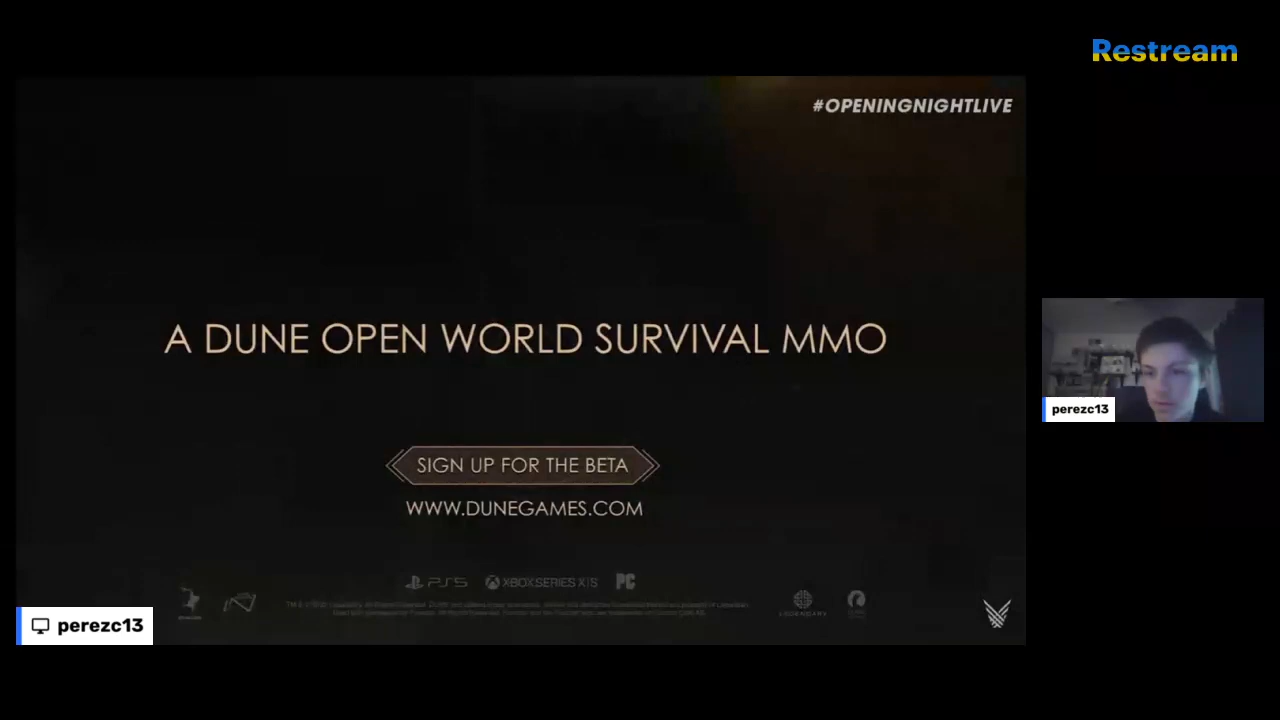 Restream
#OPENINGNIGHTLIVE
A DUNE OPEN WORLD SURVIVAL MMO
SIGN UP FOR THE BETA
WWW.DUNEGAMES.COM
PS5 XBOX SERIES X|S PC
LEGENDARY
perezc13
perezc13